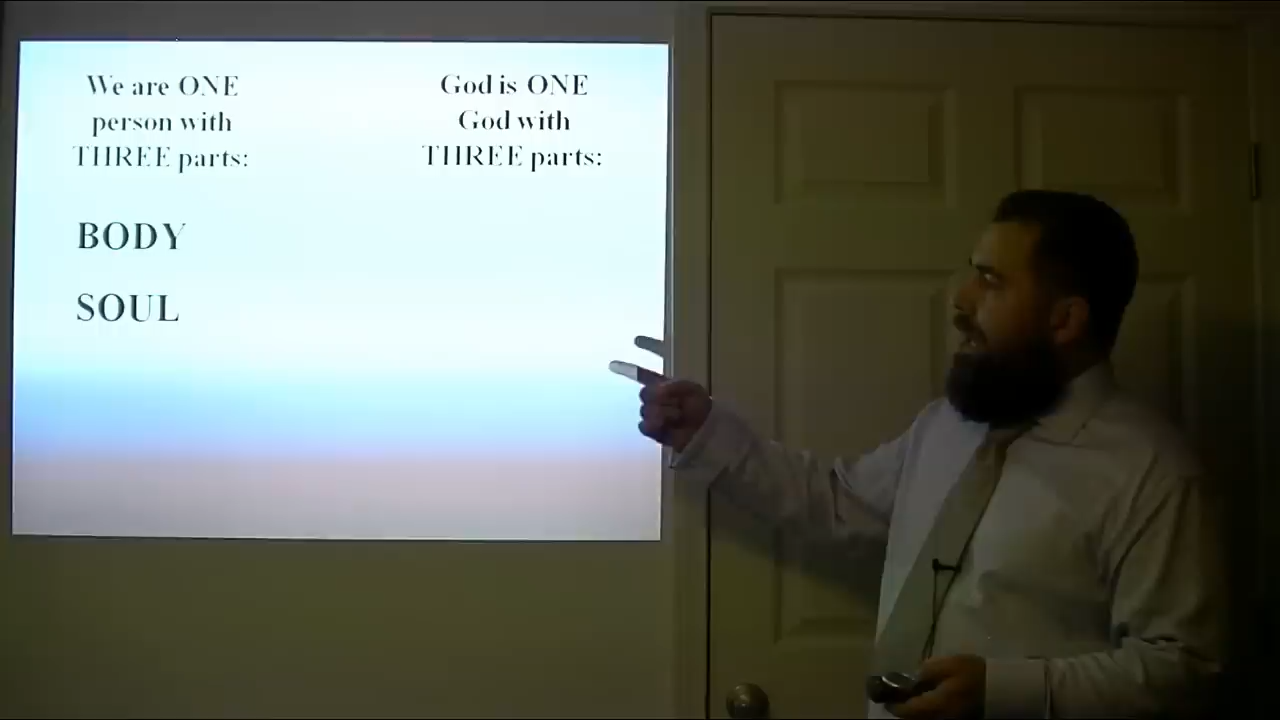 We are ONE
person with
THREE parts:
BODY
SOUL
God is ONE
God with
THREE parts: